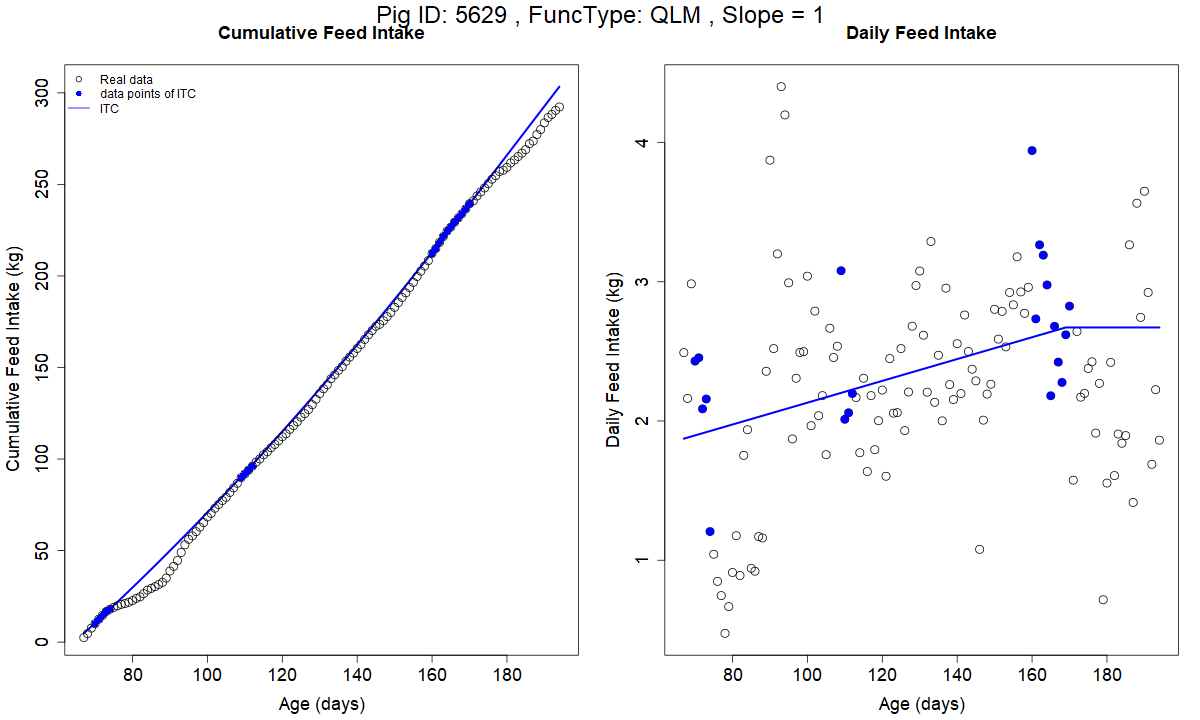 Pig ID: 5629 , FuncType: QLM , Slope = 1
Cumulative Feed Intake
Real data
data points of ITC
ITC
Cumulative Feed Intake (kg)
0
50
100
150
200
250
300
80 100 120 140 160 180
Age (days)
Daily Feed Intake
Daily Feed Intake (kg)
1
2
3
4
80 100 120 140 160 180
Age (days)